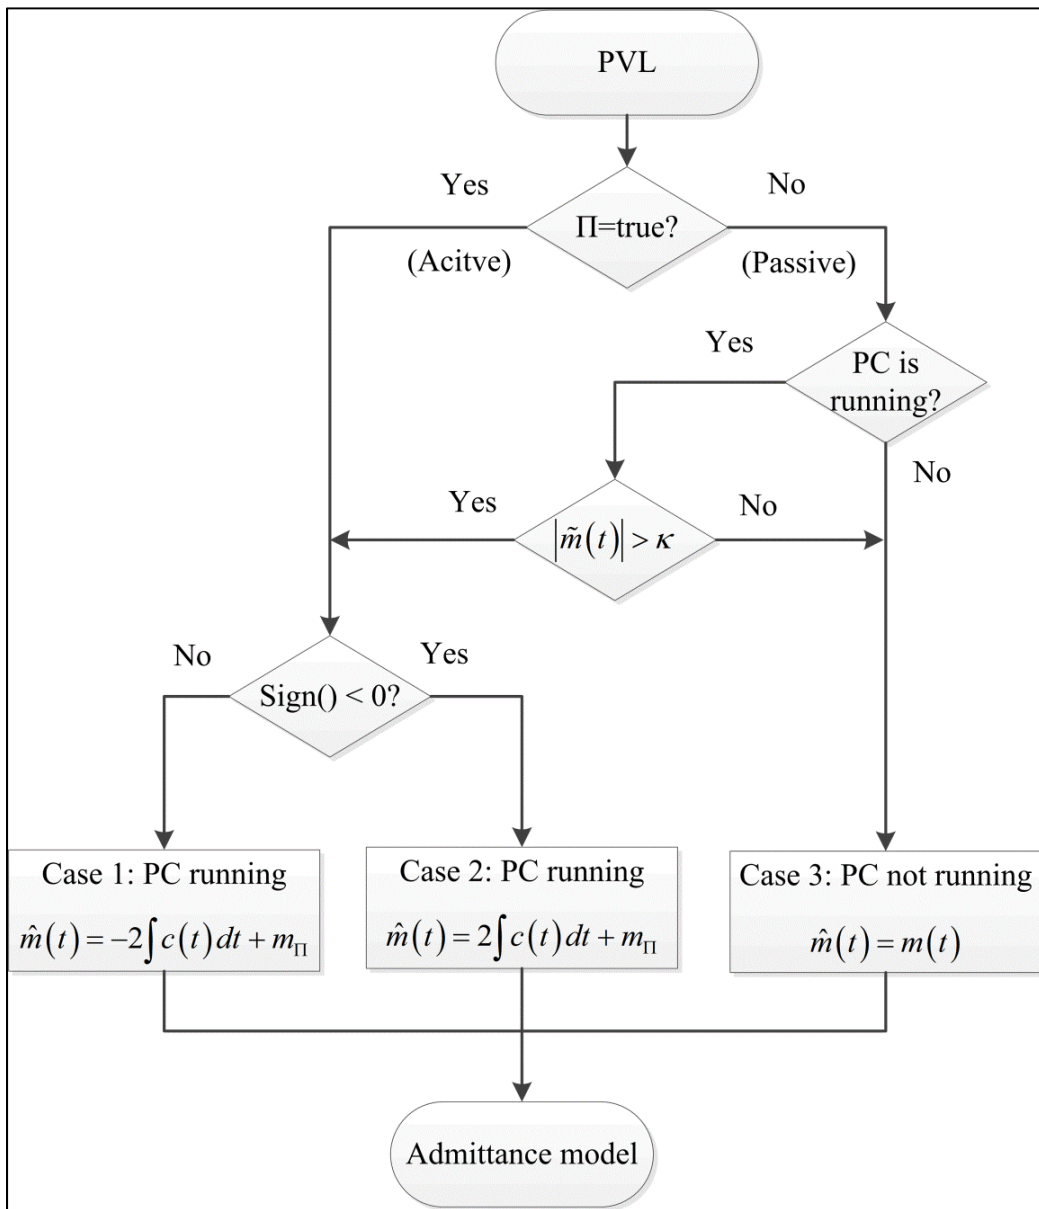 PVL
Yes
No
Π=true?
(Acitve)
(Passive)
Yes
PC is
running?
No
Yes
No
|m̃(t)| > κ
No
Yes
Sign() < 0?
Case 1: PC running
m̂(t) = −2∫c(t)dt + m_Π
Case 2: PC running
m̂(t) = 2∫c(t)dt + m_Π
Case 3: PC not running
m̂(t) = m(t)
Admittance model